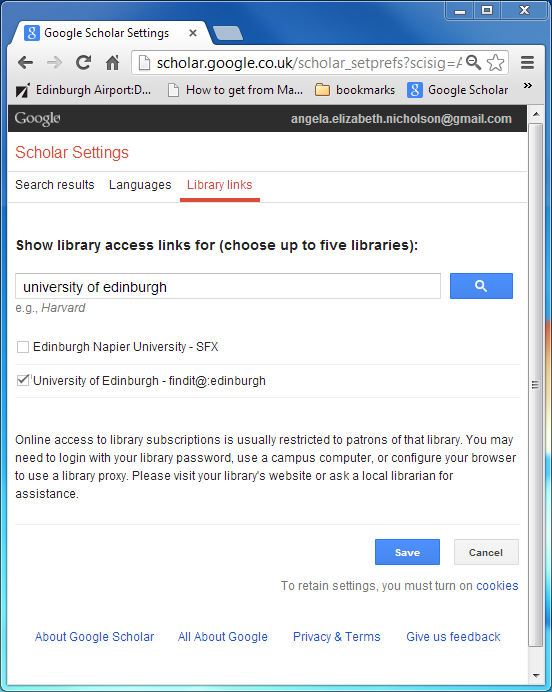 Google Scholar Settings
scholar.google.co.uk/scholar_setprefs?scisig=A
Edinburgh Airport:D... How to get from Ma... bookmarks Google Scholar »
Google angela.elizabeth.nicholson@gmail.com
Scholar Settings
Search results Languages Library links
Show library access links for (choose up to five libraries):
university of edinburgh
e.g., Harvard
Edinburgh Napier University - SFX
University of Edinburgh - findit@:edinburgh
Online access to library subscriptions is usually restricted to patrons of that library. You may
need to login with your library password, use a campus computer, or configure your browser
to use a library proxy. Please visit your library's website or ask a local librarian for
assistance.
Save Cancel
To retain settings, you must turn on cookies
About Google Scholar All About Google Privacy & Terms Give us feedback